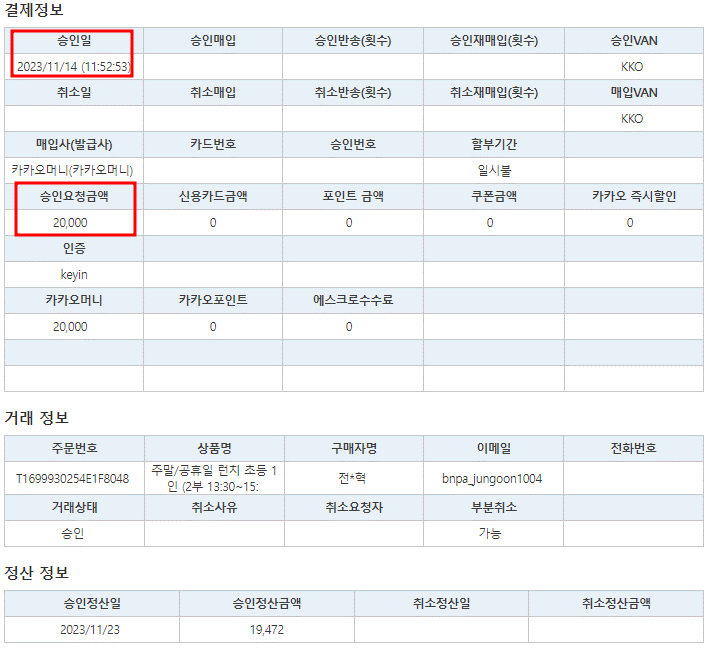 결제정보
승인일 승인매입 승인반송(횟수) 승인재매입(횟수) 승인VAN
2023/11/14 (11:52:53) KKO
취소일 취소매입 취소반송(횟수) 취소재매입(횟수) 매입VAN
KKO
매입사(발급사) 카드번호 승인번호 할부기간
카카오머니(카카오머니) 일시불
승인요청금액 신용카드금액 포인트 금액 쿠폰금액 카카오 즉시할인
20,000 0 0 0 0
인증
keyin
카카오머니 카카오포인트 에스크로수수료
20,000 0 0
거래 정보
주문번호 상품명 구매자명 이메일 전화번호
T1699930254E1F8048 주말/공휴일 런치 초등 1 전*혁 bnpa_jungoon1004
인 (2부 13:30~15:
거래상태 취소사유 취소요청자 부분취소
승인 가능
정산 정보
승인정산일 승인정산금액 취소정산일 취소정산금액
2023/11/23 19,472